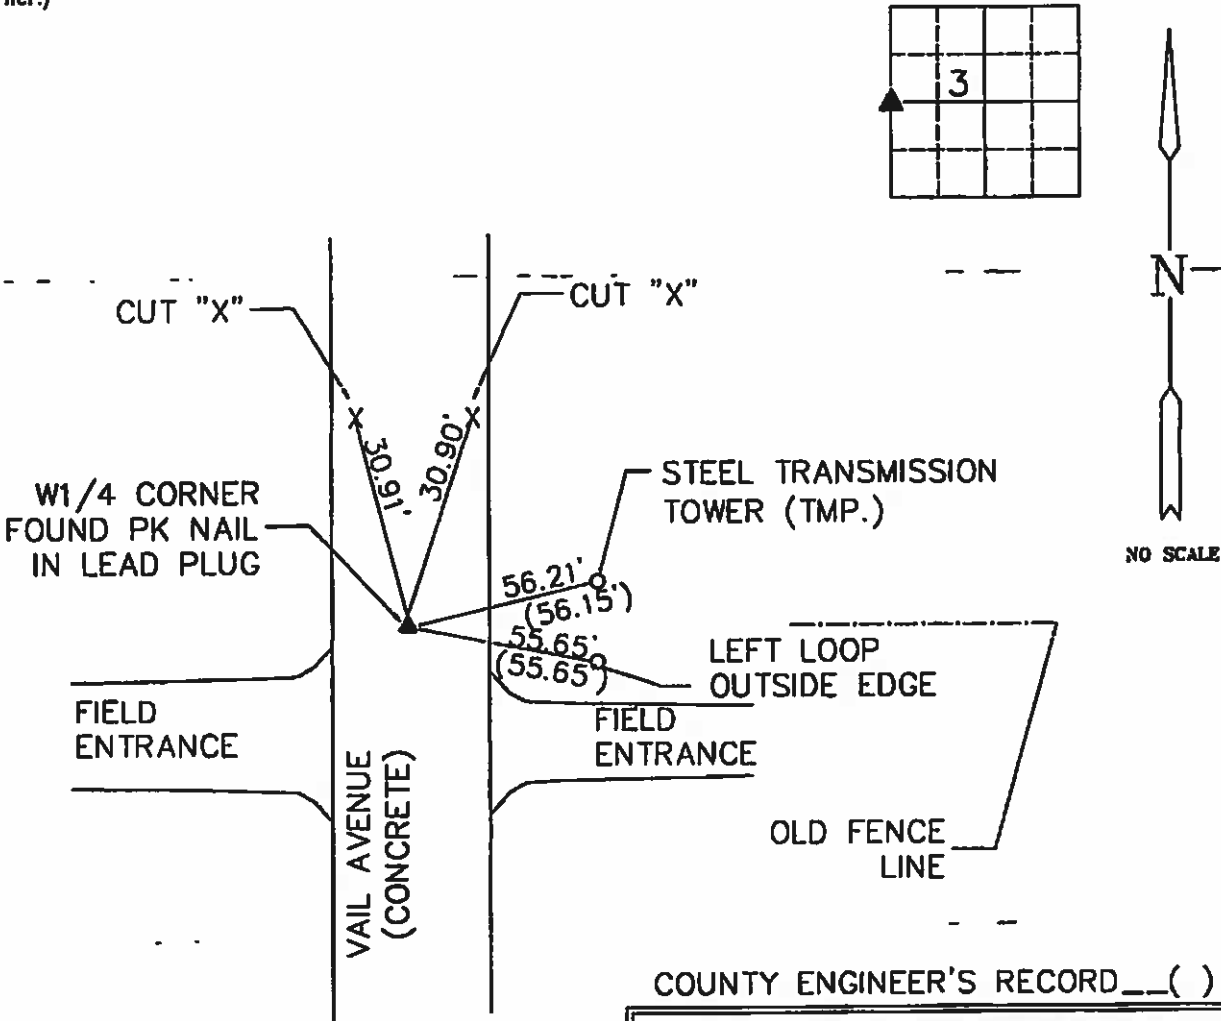 3
N
NO SCALE
CUT "X"
CUT "X"
X
X
30.91'
30.90'
W1/4 CORNER
FOUND PK NAIL
IN LEAD PLUG
STEEL TRANSMISSION
TOWER (TMP.)
56.21'
(56.15')
55.65'
(55.65')
LEFT LOOP
OUTSIDE EDGE
FIELD
ENTRANCE
FIELD
ENTRANCE
VAIL AVENUE
(CONCRETE)
OLD FENCE
LINE
COUNTY ENGINEER'S RECORD__( )